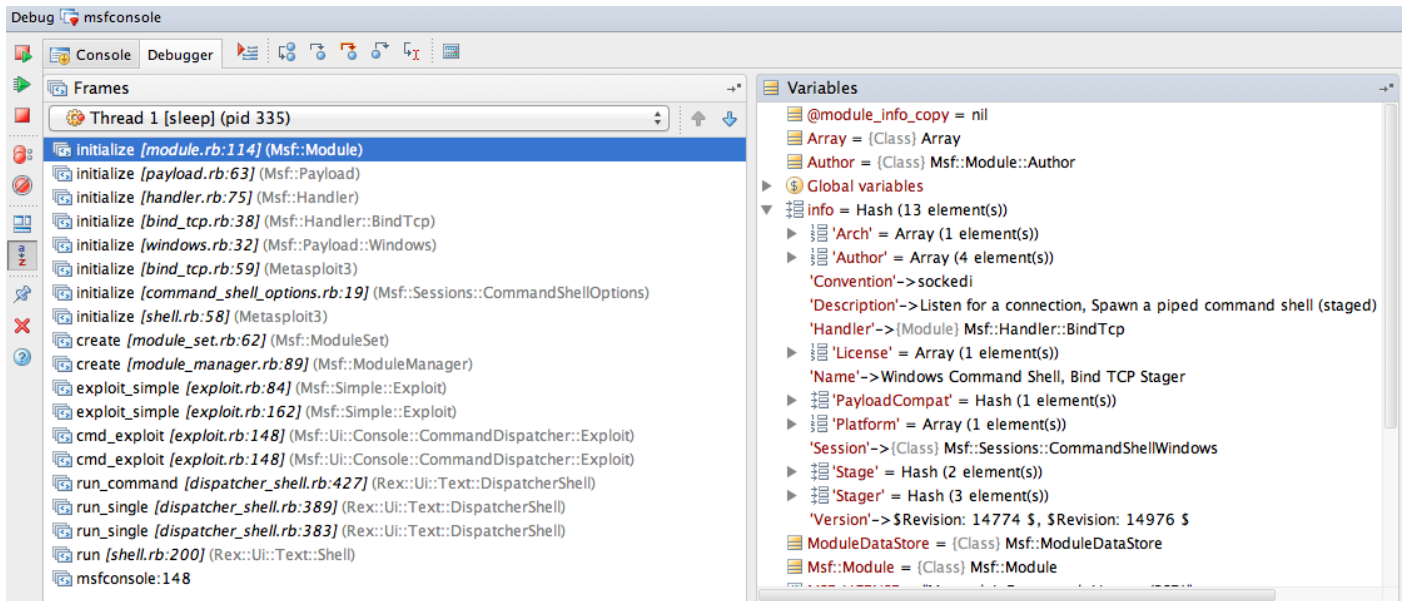 Debug msfconsole
Console Debugger
Frames
Thread 1 [sleep] (pid 335)
initialize [module.rb:114] (Msf::Module)
initialize [payload.rb:63] (Msf::Payload)
initialize [handler.rb:75] (Msf::Handler)
initialize [bind_tcp.rb:38] (Msf::Handler::BindTcp)
initialize [windows.rb:32] (Msf::Payload::Windows)
initialize [bind_tcp.rb:59] (Metasploit3)
initialize [command_shell_options.rb:19] (Msf::Sessions::CommandShellOptions)
initialize [shell.rb:58] (Metasploit3)
create [module_set.rb:62] (Msf::ModuleSet)
create [module_manager.rb:89] (Msf::ModuleManager)
exploit_simple [exploit.rb:84] (Msf::Simple::Exploit)
exploit_simple [exploit.rb:162] (Msf::Simple::Exploit)
cmd_exploit [exploit.rb:148] (Msf::Ui::Console::CommandDispatcher::Exploit)
cmd_exploit [exploit.rb:148] (Msf::Ui::Console::CommandDispatcher::Exploit)
run_command [dispatcher_shell.rb:427] (Rex::Ui::Text::DispatcherShell)
run_single [dispatcher_shell.rb:389] (Rex::Ui::Text::DispatcherShell)
run_single [dispatcher_shell.rb:383] (Rex::Ui::Text::DispatcherShell)
run [shell.rb:200] (Rex::Ui::Text::Shell)
msfconsole:148
Variables
@module_info_copy = nil
Array = {Class} Array
Author = {Class} Msf::Module::Author
Global variables
info = Hash (13 element(s))
'Arch' = Array (1 element(s))
'Author' = Array (4 element(s))
'Convention'->sockedi
'Description'->Listen for a connection, Spawn a piped command shell (staged)
'Handler'->{Module} Msf::Handler::BindTcp
'License' = Array (1 element(s))
'Name'->Windows Command Shell, Bind TCP Stager
'PayloadCompat' = Hash (1 element(s))
'Platform' = Array (1 element(s))
'Session'->{Class} Msf::Sessions::CommandShellWindows
'Stage' = Hash (2 element(s))
'Stager' = Hash (3 element(s))
'Version'->$Revision: 14774 $, $Revision: 14976 $
ModuleDataStore = {Class} Msf::ModuleDataStore
Msf::Module = {Class} Msf::Module